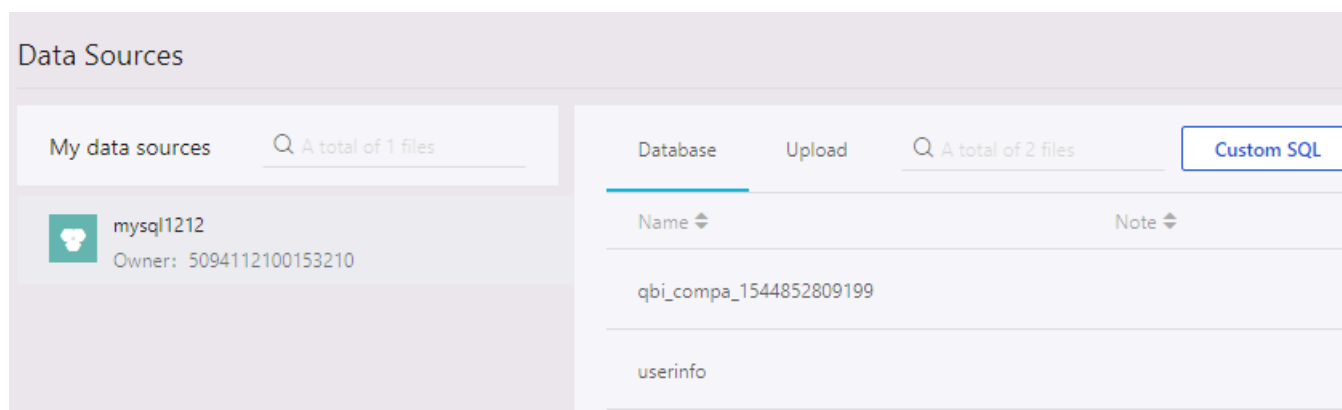 Data Sources
My data sources
A total of 1 files
mysql1212
Owner: 5094112100153210
Database Upload A total of 2 files Custom SQL
Name Note
qbi_compa_1544852809199
userinfo